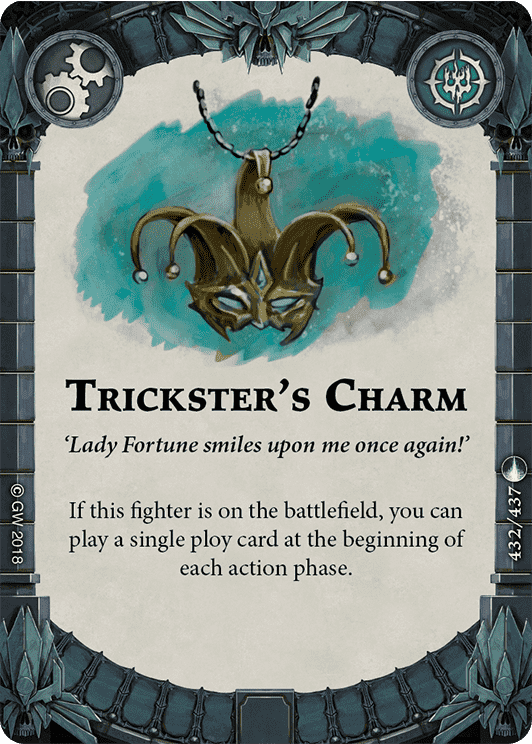 TRICKSTER'S CHARM
‘Lady Fortune smiles upon me once again!’
If this fighter is on the battlefield, you can
play a single ploy card at the beginning of
each action phase.
© GW 2018
432/437